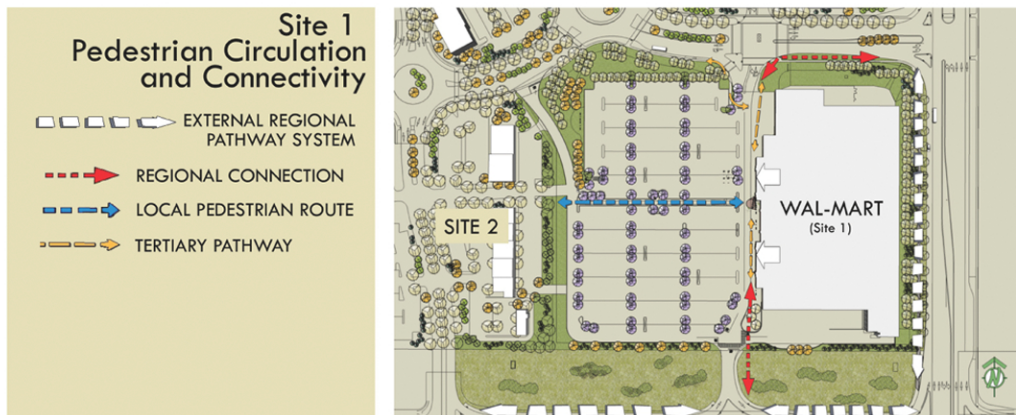 Site 1
Pedestrian Circulation
and Connectivity
EXTERNAL REGIONAL
PATHWAY SYSTEM
REGIONAL CONNECTION
LOCAL PEDESTRIAN ROUTE
TERTIARY PATHWAY
SITE 2
WAL-MART
(Site 1)
N